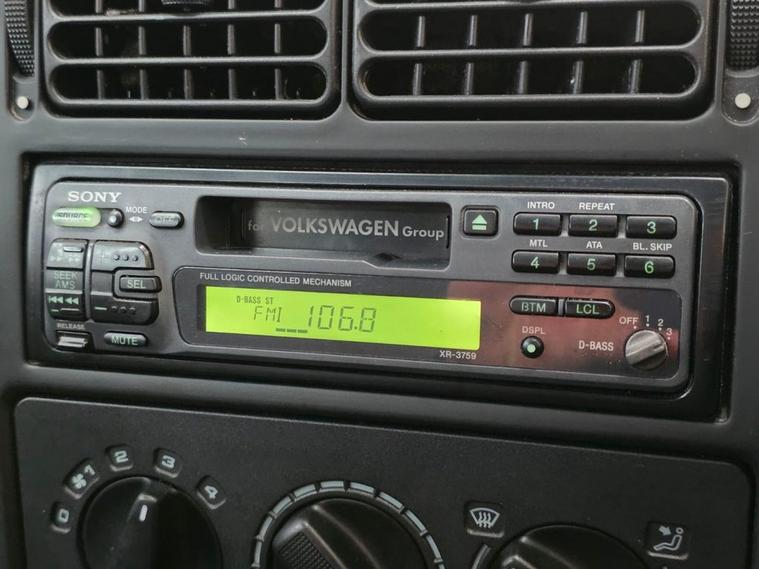 SONY
SOURCE
MODE
OFF
for VOLKSWAGEN Group
INTRO REPEAT
1 2 3
MTL ATA BL.SKIP
4 5 6
SEEK
AMS
SEL
RELEASE
MUTE
FULL LOGIC CONTROLLED MECHANISM
D-BASS ST
FM1 106.8
XR-3759
BTM LCL
DSPL
D-BASS
OFF 1 2 3
0 1 2 3 4